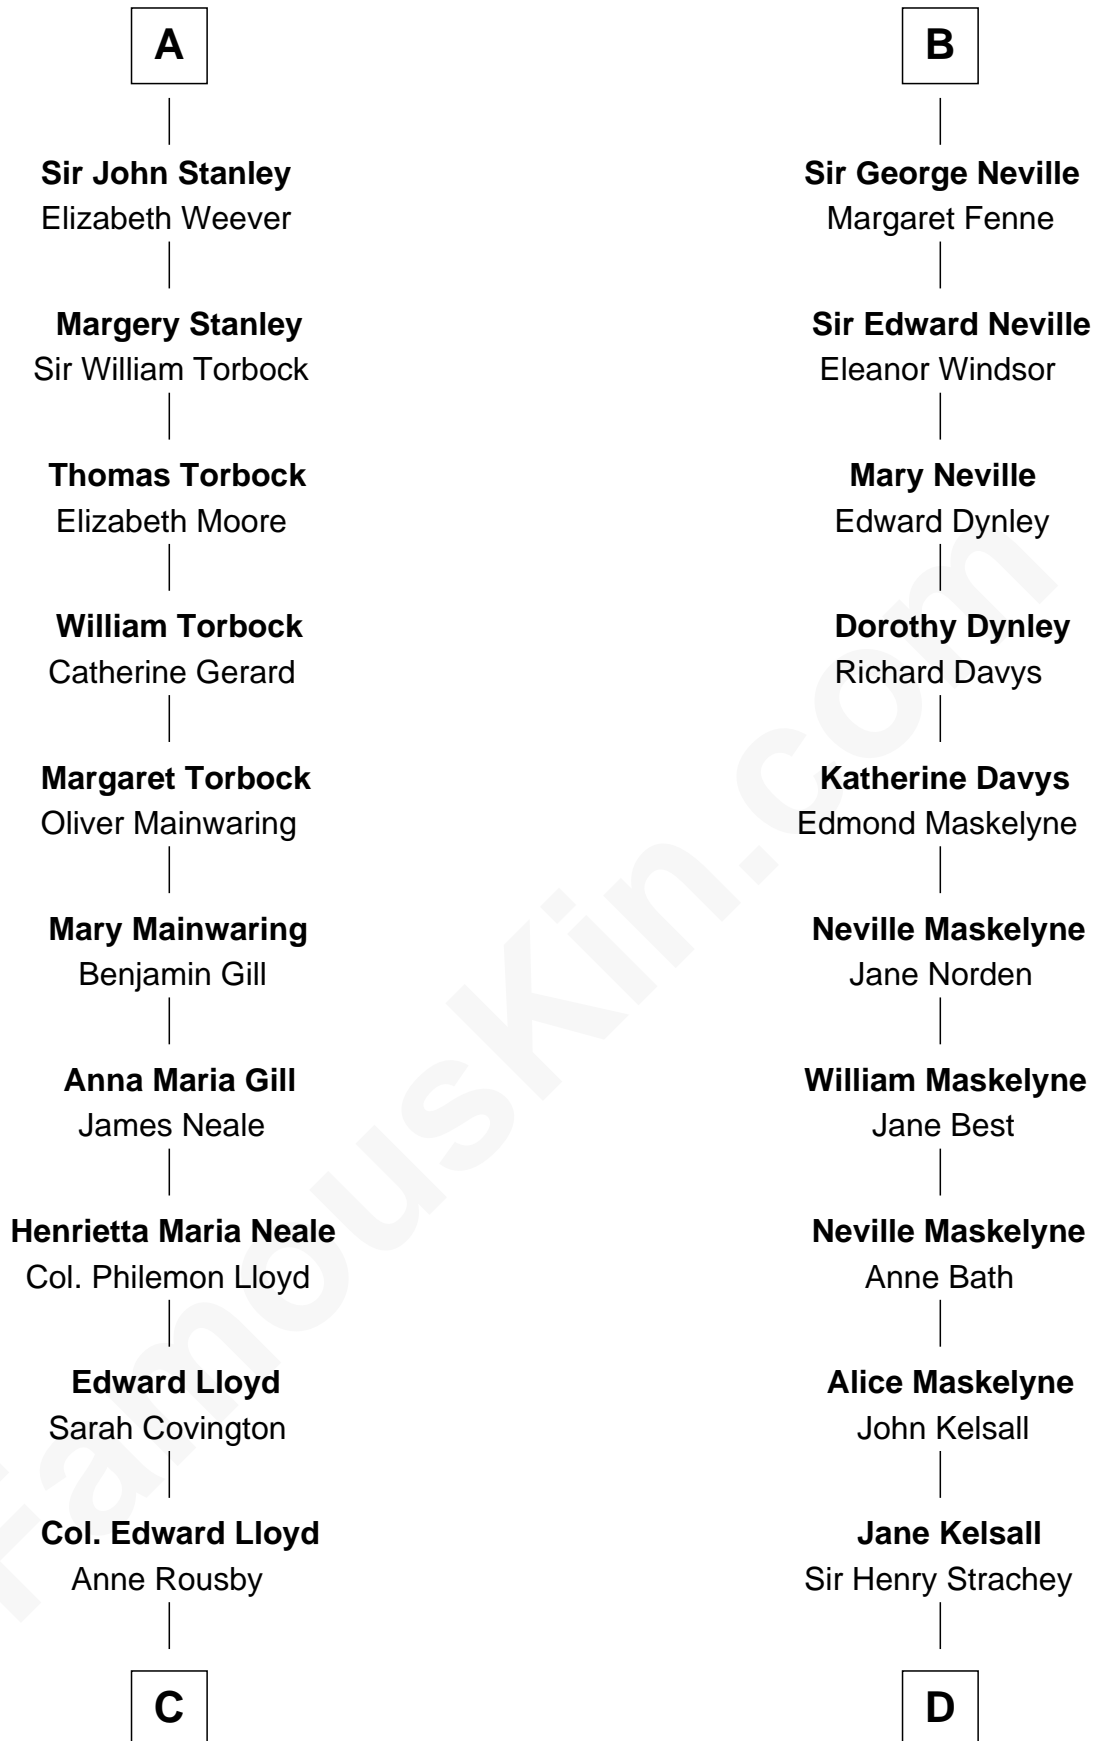 A
Sir John Stanley
Elizabeth Weever
Margery Stanley
Sir William Torbock
Thomas Torbock
Elizabeth Moore
William Torbock
Catherine Gerard
Margaret Torbock
Oliver Mainwaring
Mary Mainwaring
Benjamin Gill
Anna Maria Gill
James Neale
Henrietta Maria Neale
Col. Philemon Lloyd
Edward Lloyd
Sarah Covington
Col. Edward Lloyd
Anne Rousby
C
B
Sir George Neville
Margaret Fenne
Sir Edward Neville
Eleanor Windsor
Mary Neville
Edward Dynley
Dorothy Dynley
Richard Davys
Katherine Davys
Edmond Maskelyne
Neville Maskelyne
Jane Norden
William Maskelyne
Jane Best
Neville Maskelyne
Anne Bath
Alice Maskelyne
John Kelsall
Jane Kelsall
Sir Henry Strachey
D
FamousKin.com